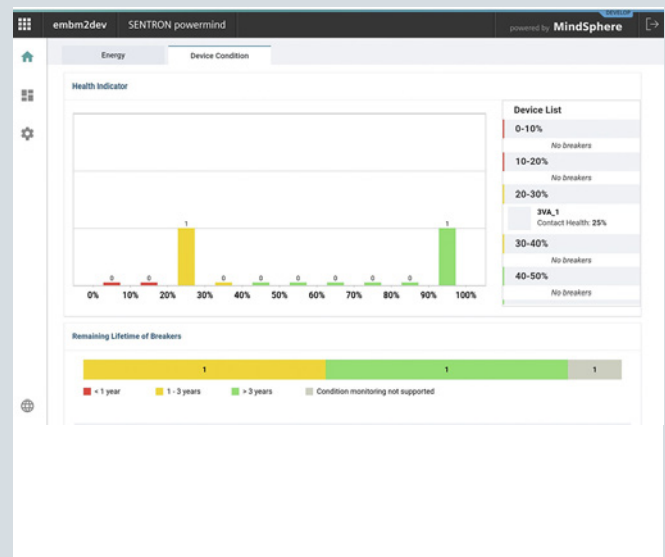 embm2dev SENTRON powermind
DEVELOP
powered by MindSphere
Energy Device Condition
Health Indicator
1 1
0 0 0 0 0 0 0 0
0% 10% 20% 30% 40% 50% 60% 70% 80% 90% 100%
Device List
0-10%
No breakers
10-20%
No breakers
20-30%
3VA_1
Contact Health: 25%
30-40%
No breakers
40-50%
No breakers
Remaining Lifetime of Breakers
1 1 1
< 1 year 1 - 3 years > 3 years Condition monitoring not supported